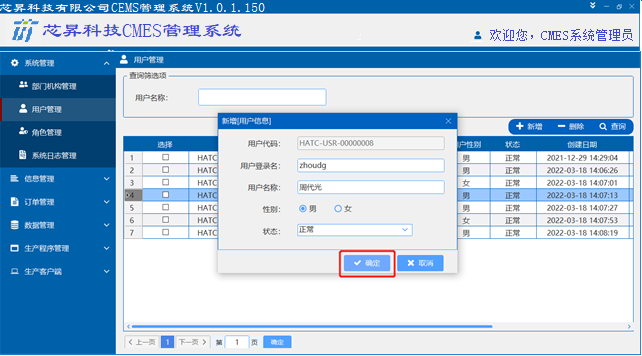 芯昇科技有限公司CEMS管理系统V1.0.1.150
芯昇科技CMES管理系统
欢迎您, CMES系统管理员
系统管理
部门机构管理
用户管理
角色管理
系统日志管理
信息管理
订单管理
数据管理
生产程序管理
生产客户端
用户管理
查询筛选项
用户名称:
新增 删除 查询
选择 用户性别 状态 创建日期
1 HATC 男 正常 2021-12-29 14:29:04
2 HATC 男 正常 2022-03-18 14:06:26
3 HATC 女 正常 2022-03-18 14:07:01
4 HATC 男 正常 2022-03-18 14:07:13
5 HATC 男 正常 2022-03-18 14:07:27
6 HATC 女 正常 2022-03-18 14:07:53
7 HATC 男 正常 2022-03-18 14:08:19
新增[用户信息]
用户代码: HATC-USR-00000008
用户登录名: zhoudg
用户名称: 周代光
性别: 男 女
状态: 正常
确定 取消
上一页 1 下一页 第 1 页 确定